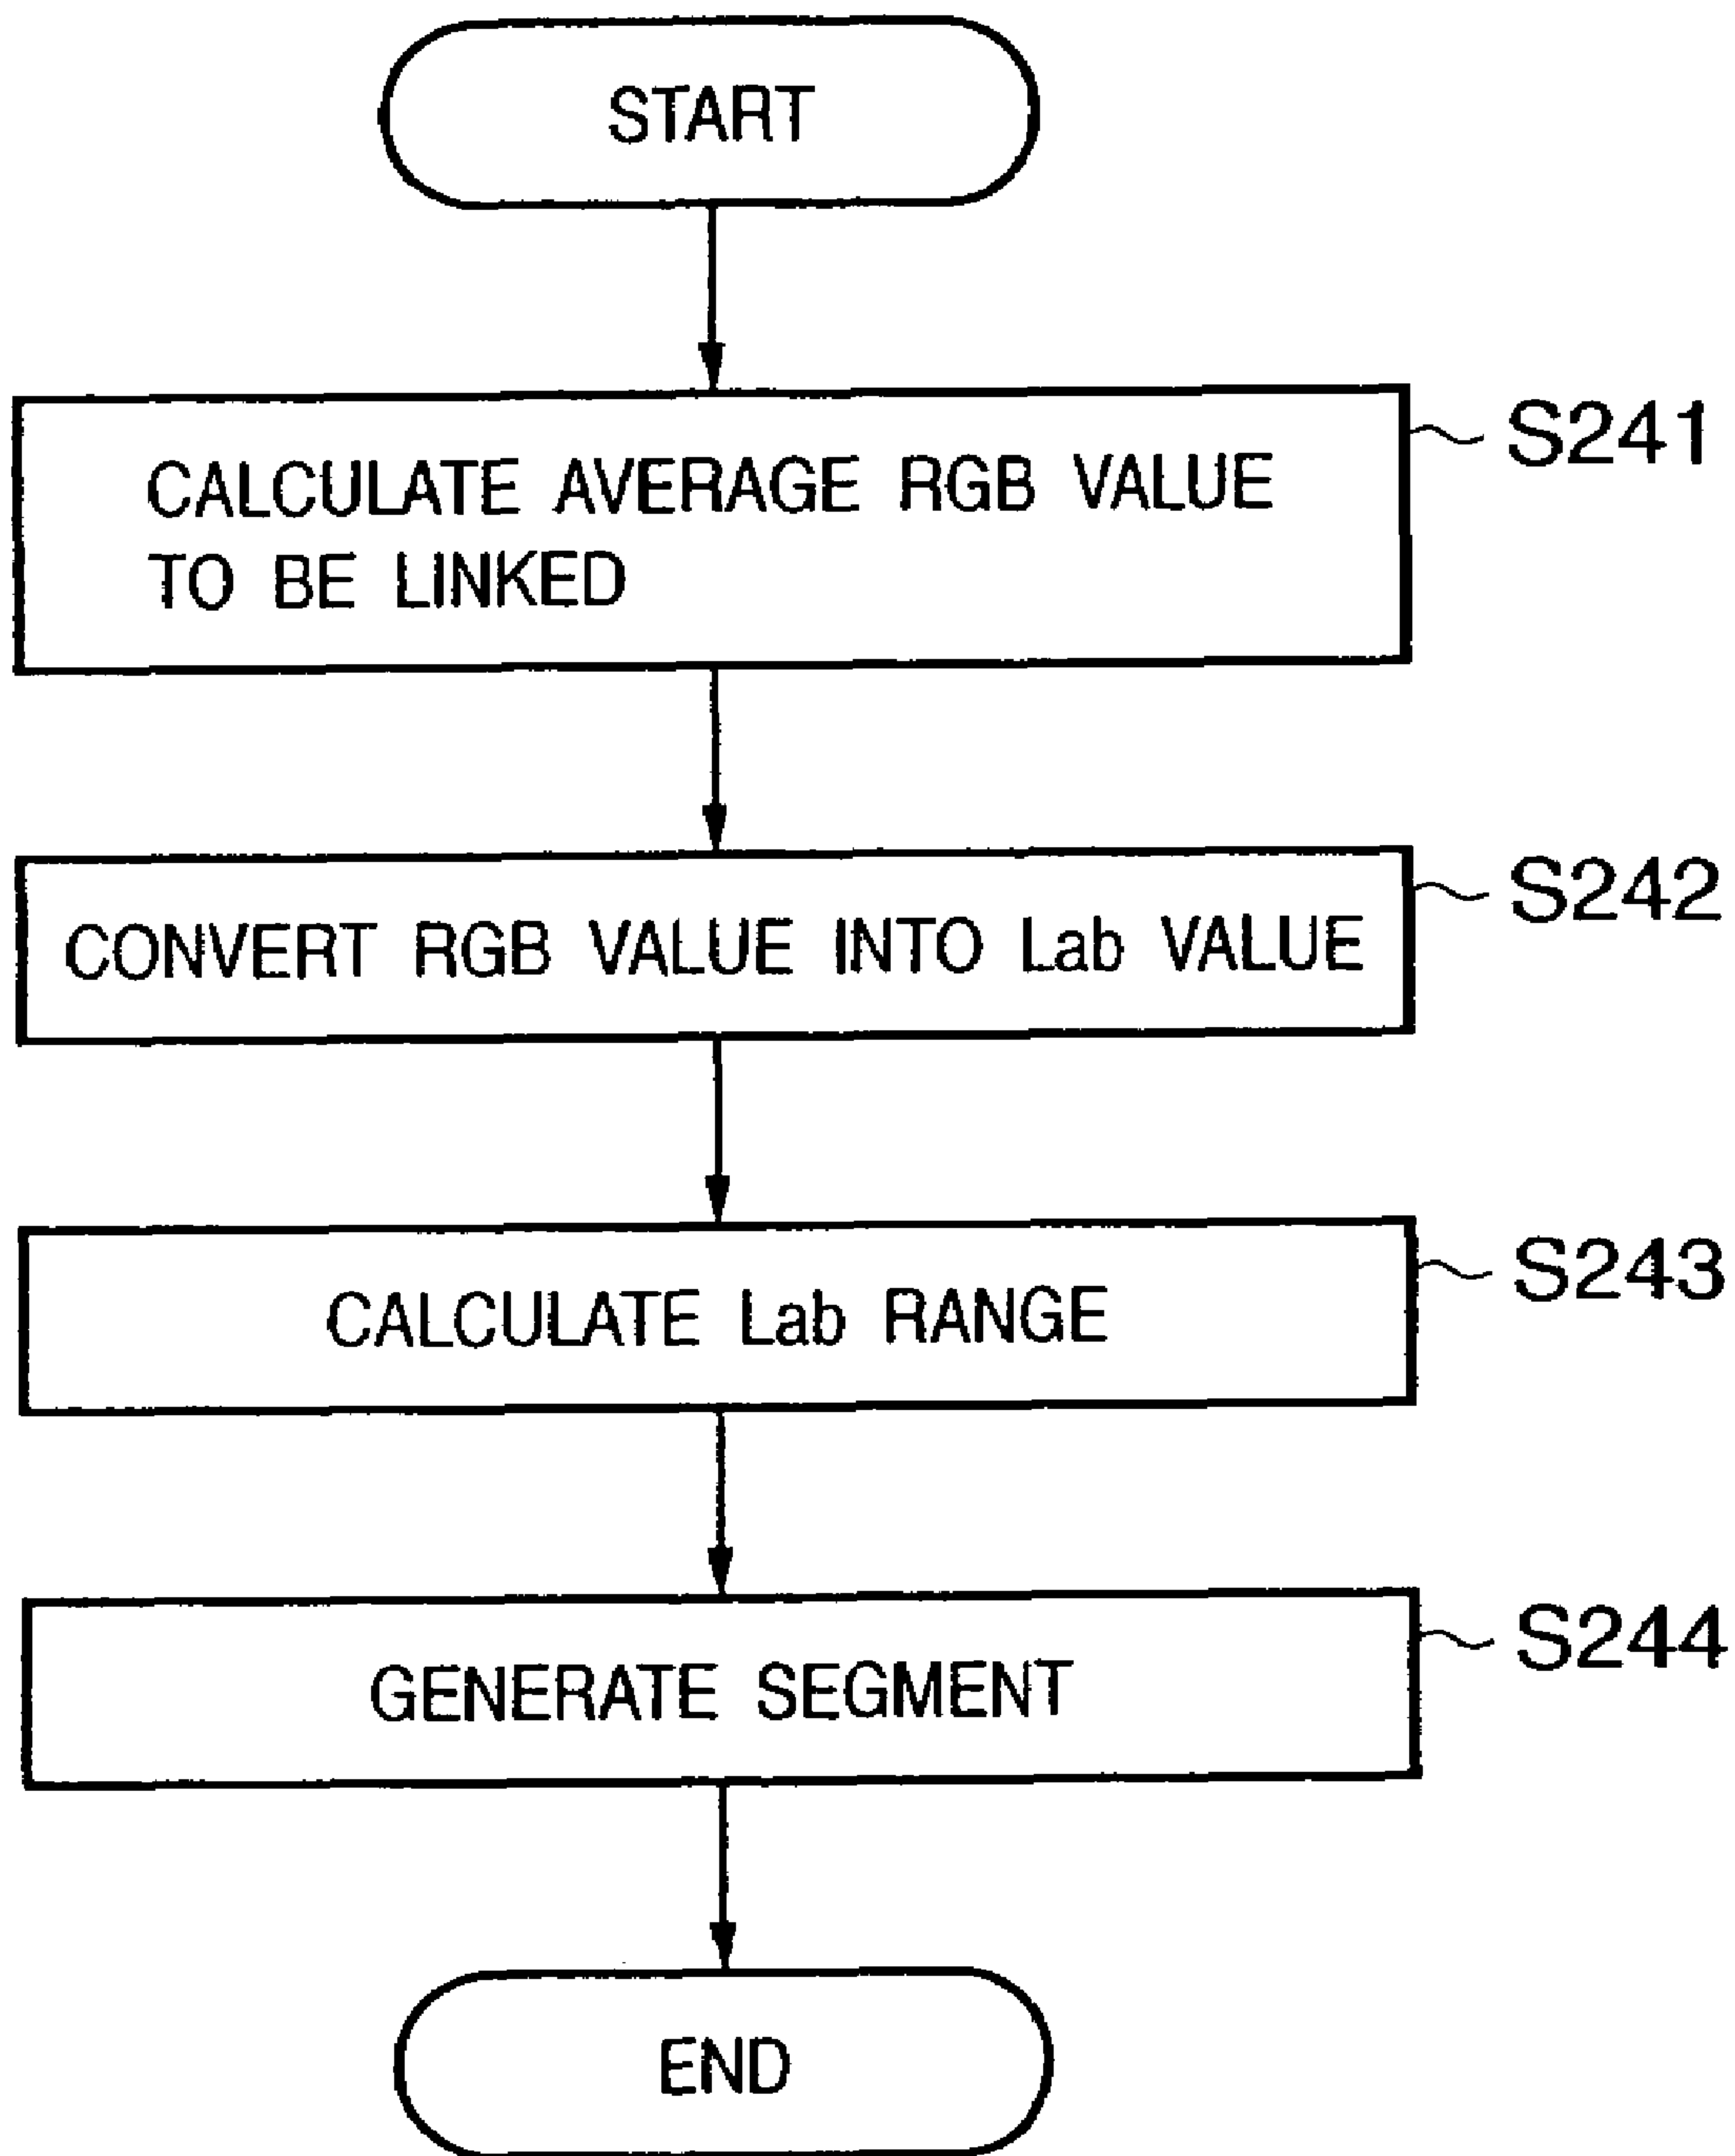 START
S241
CALCULATE AVERAGE RGB VALUE
TO BE LINKED
S242
CONVERT RGB VALUE INTO Lab VALUE
S243
CALCULATE Lab RANGE
S244
GENERATE SEGMENT
END